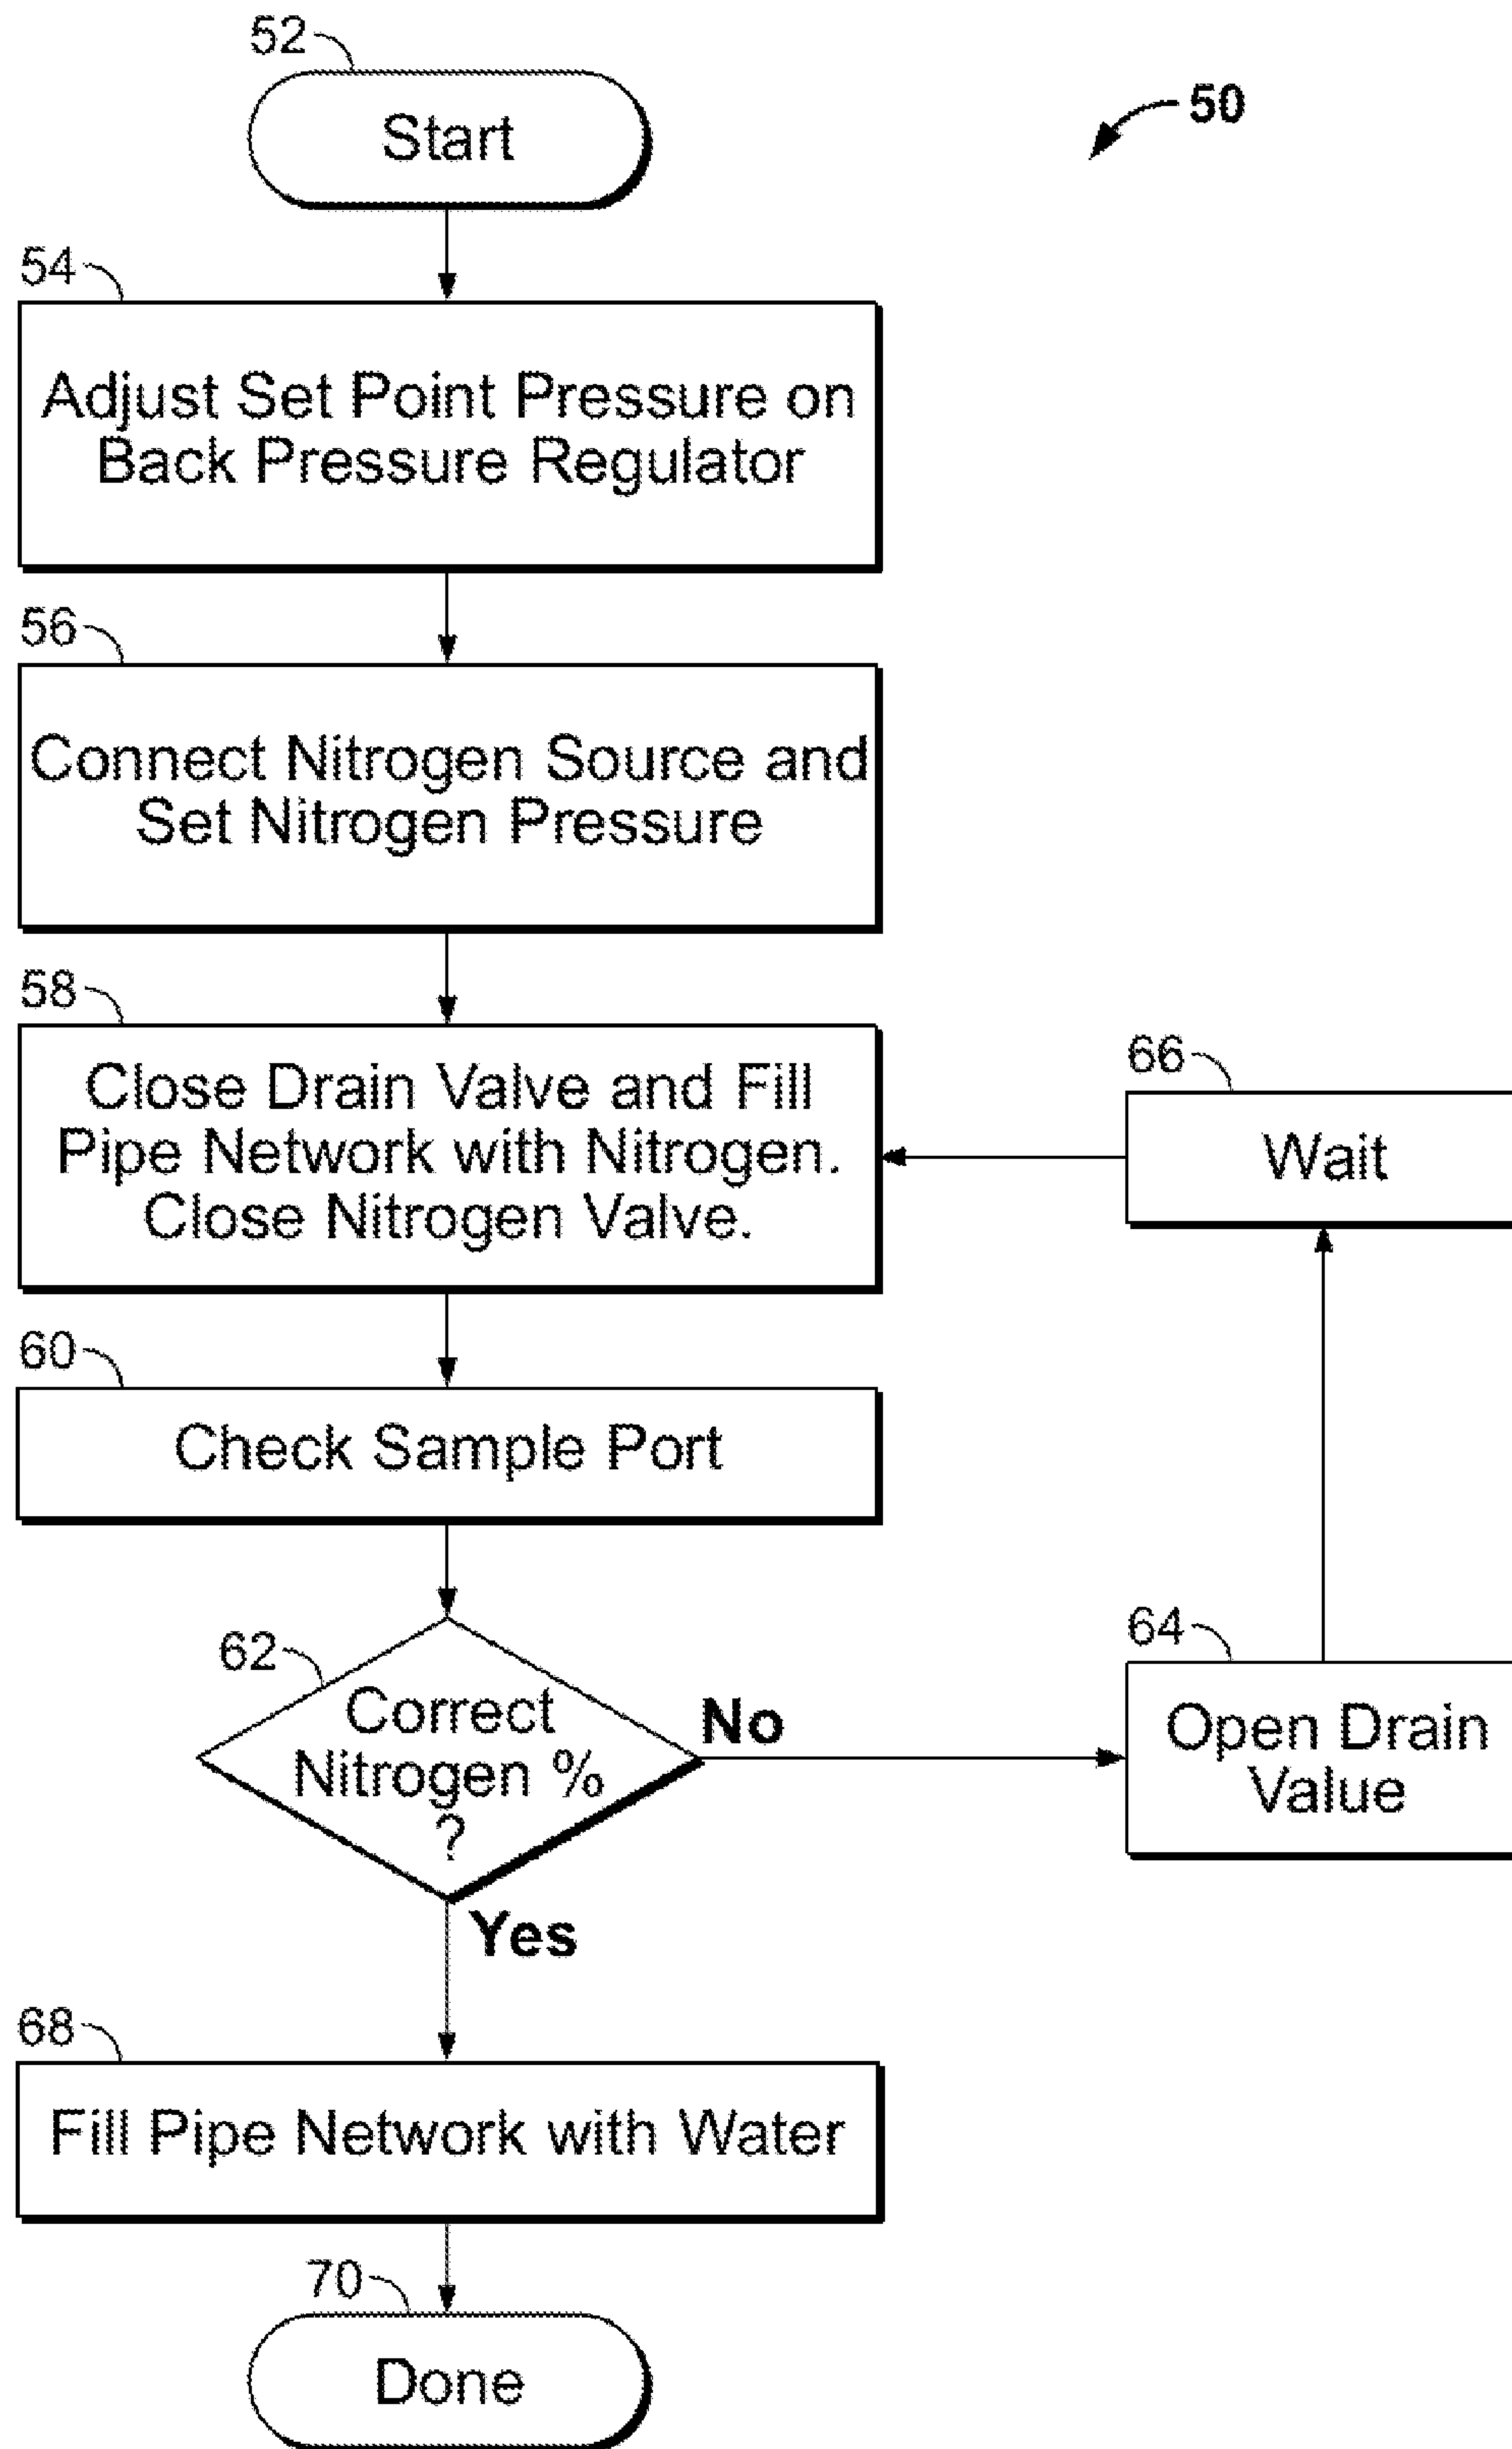 52
Start
50
54
Adjust Set Point Pressure on
Back Pressure Regulator
56
Connect Nitrogen Source and
Set Nitrogen Pressure
58
Close Drain Valve and Fill
Pipe Network with Nitrogen.
Close Nitrogen Valve.
66
Wait
60
Check Sample Port
62
Correct
Nitrogen %
?
No
64
Open Drain
Value
Yes
68
Fill Pipe Network with Water
70
Done